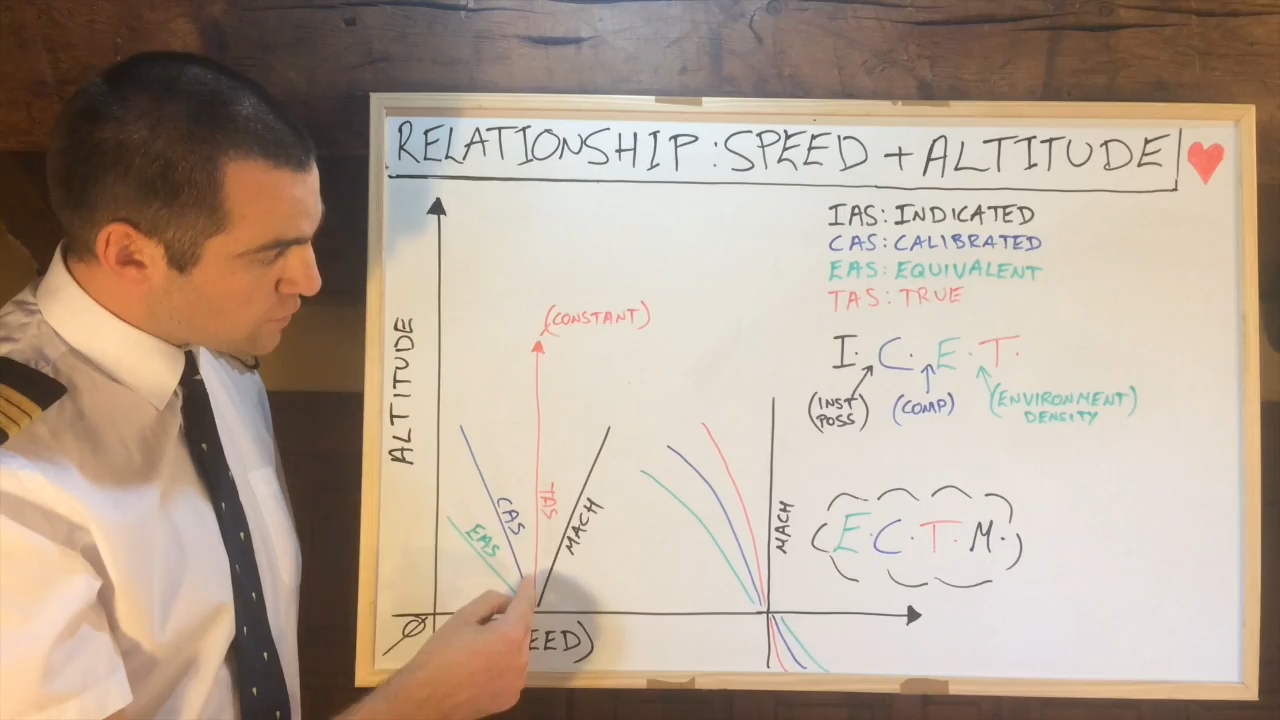 RELATIONSHIP: SPEED + ALTITUDE
IAS: INDICATED
CAS: CALIBRATED
EAS: EQUIVALENT
TAS: TRUE
(CONSTANT)
ALTITUDE
I. C. E. T.
(INST
POSS)
(COMP)
(ENVIRONMENT)
DENSITY
EAS
CAS
TAS
MACH
MACH
E. C. T. M.